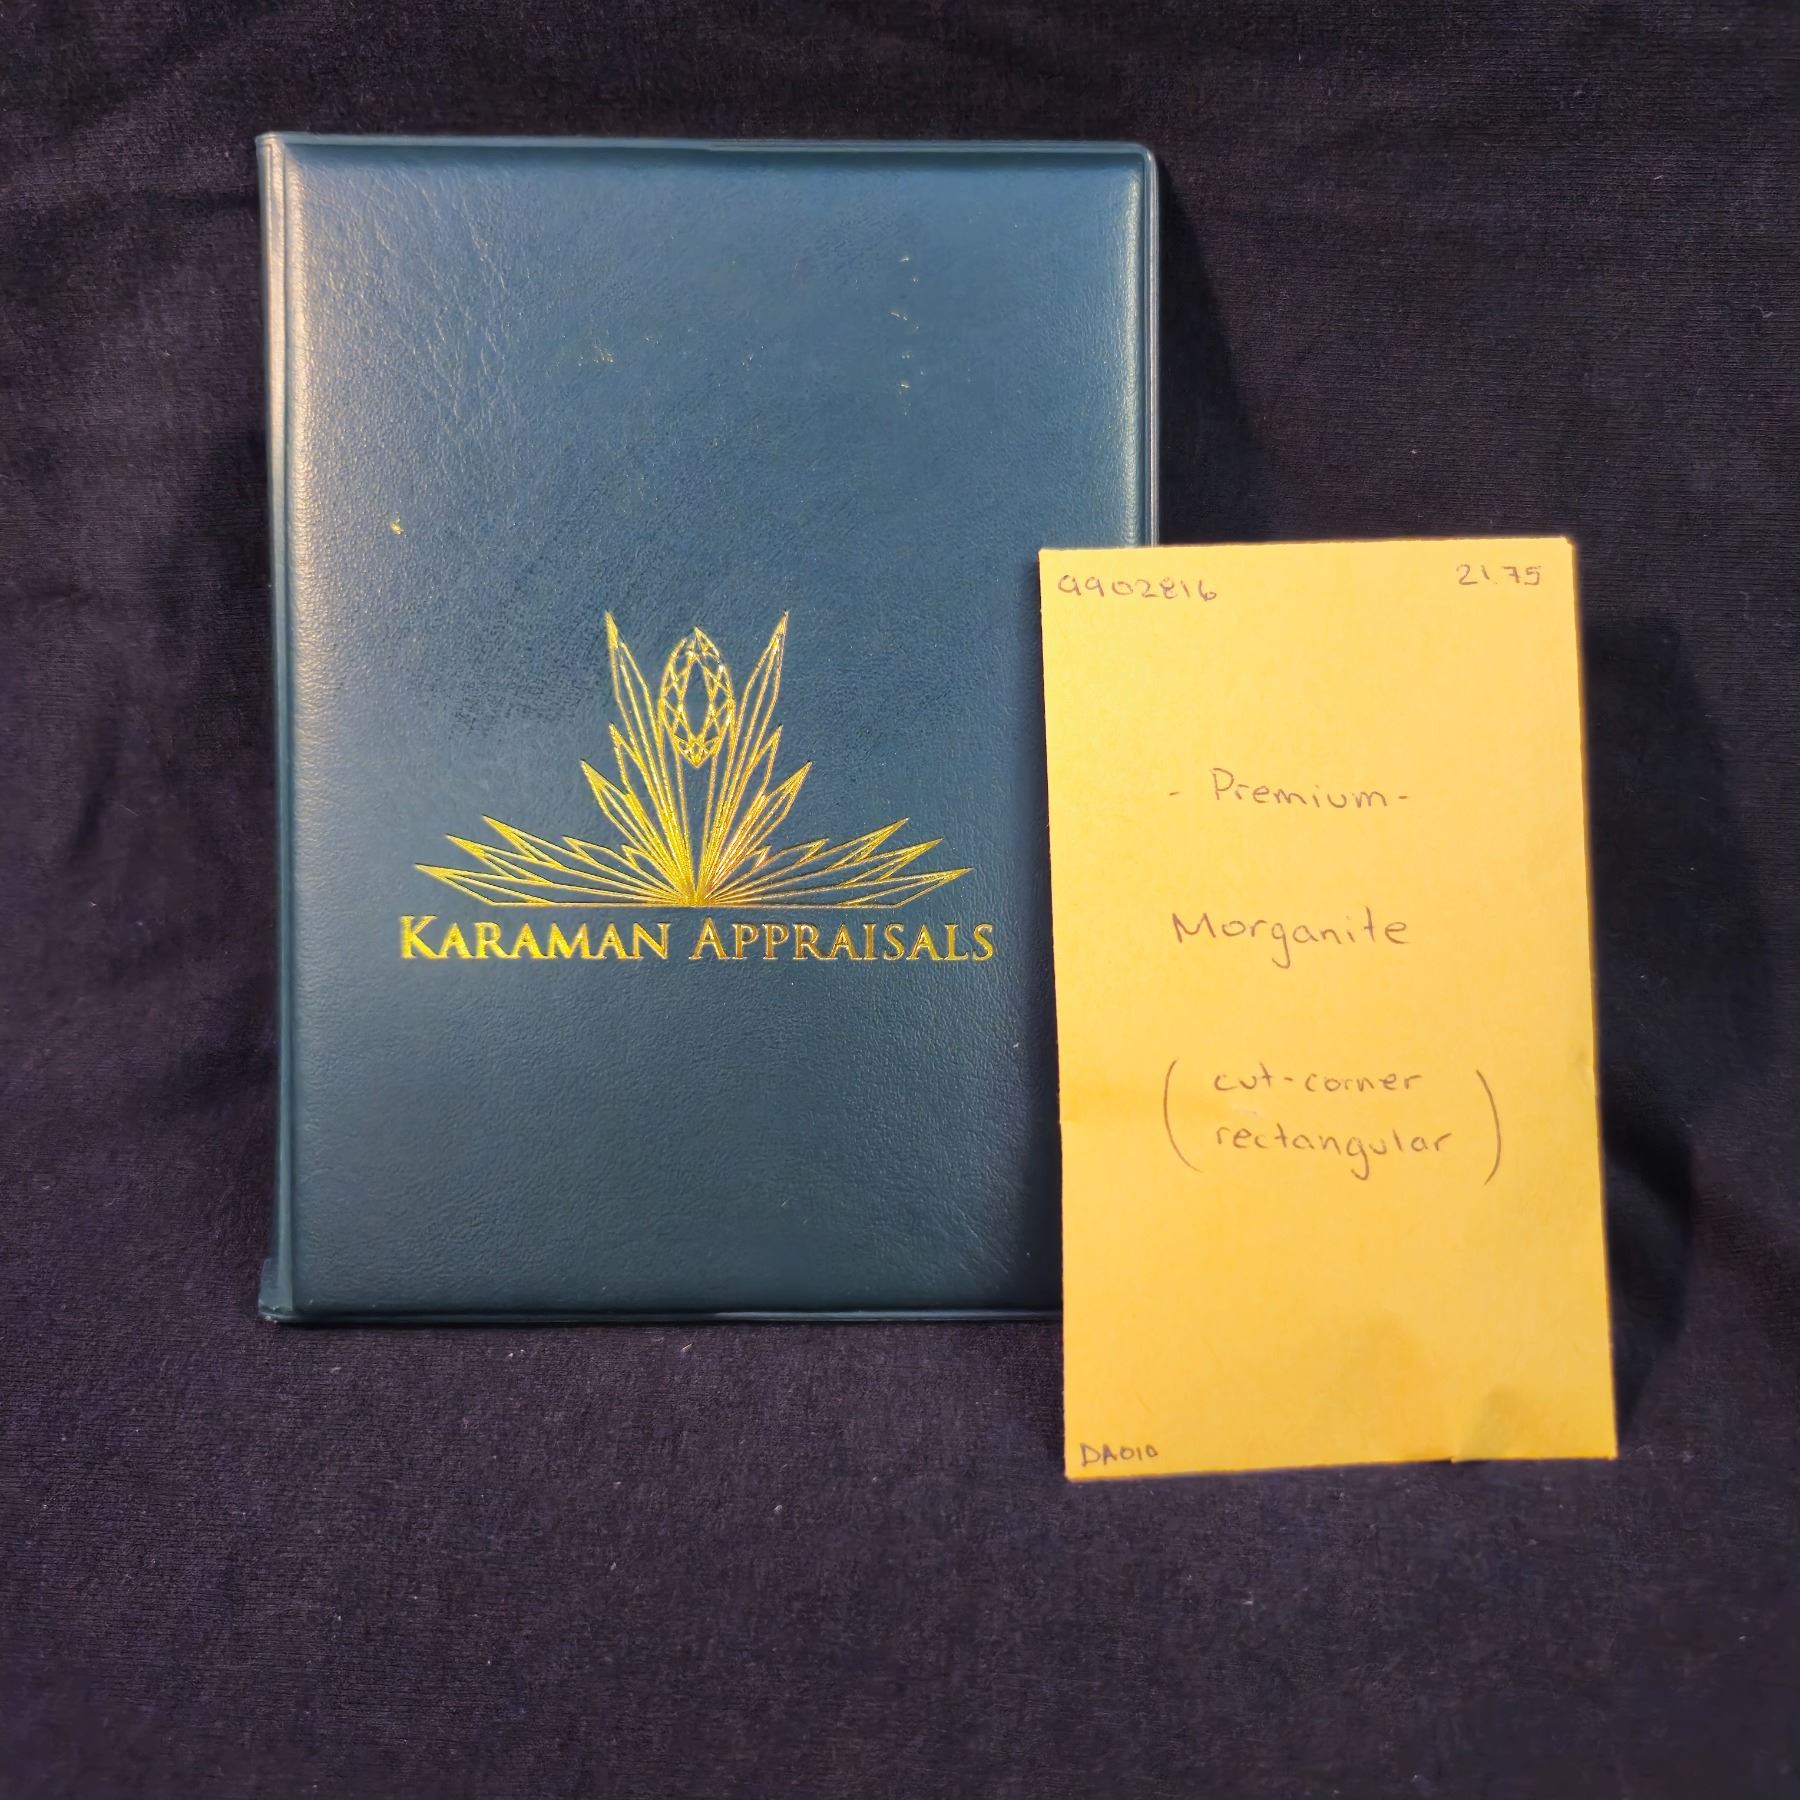 KARAMAN APPRAISALS
9902816
21.75
- Premium -
Morganite
( cut-corner
rectangular )
DA010